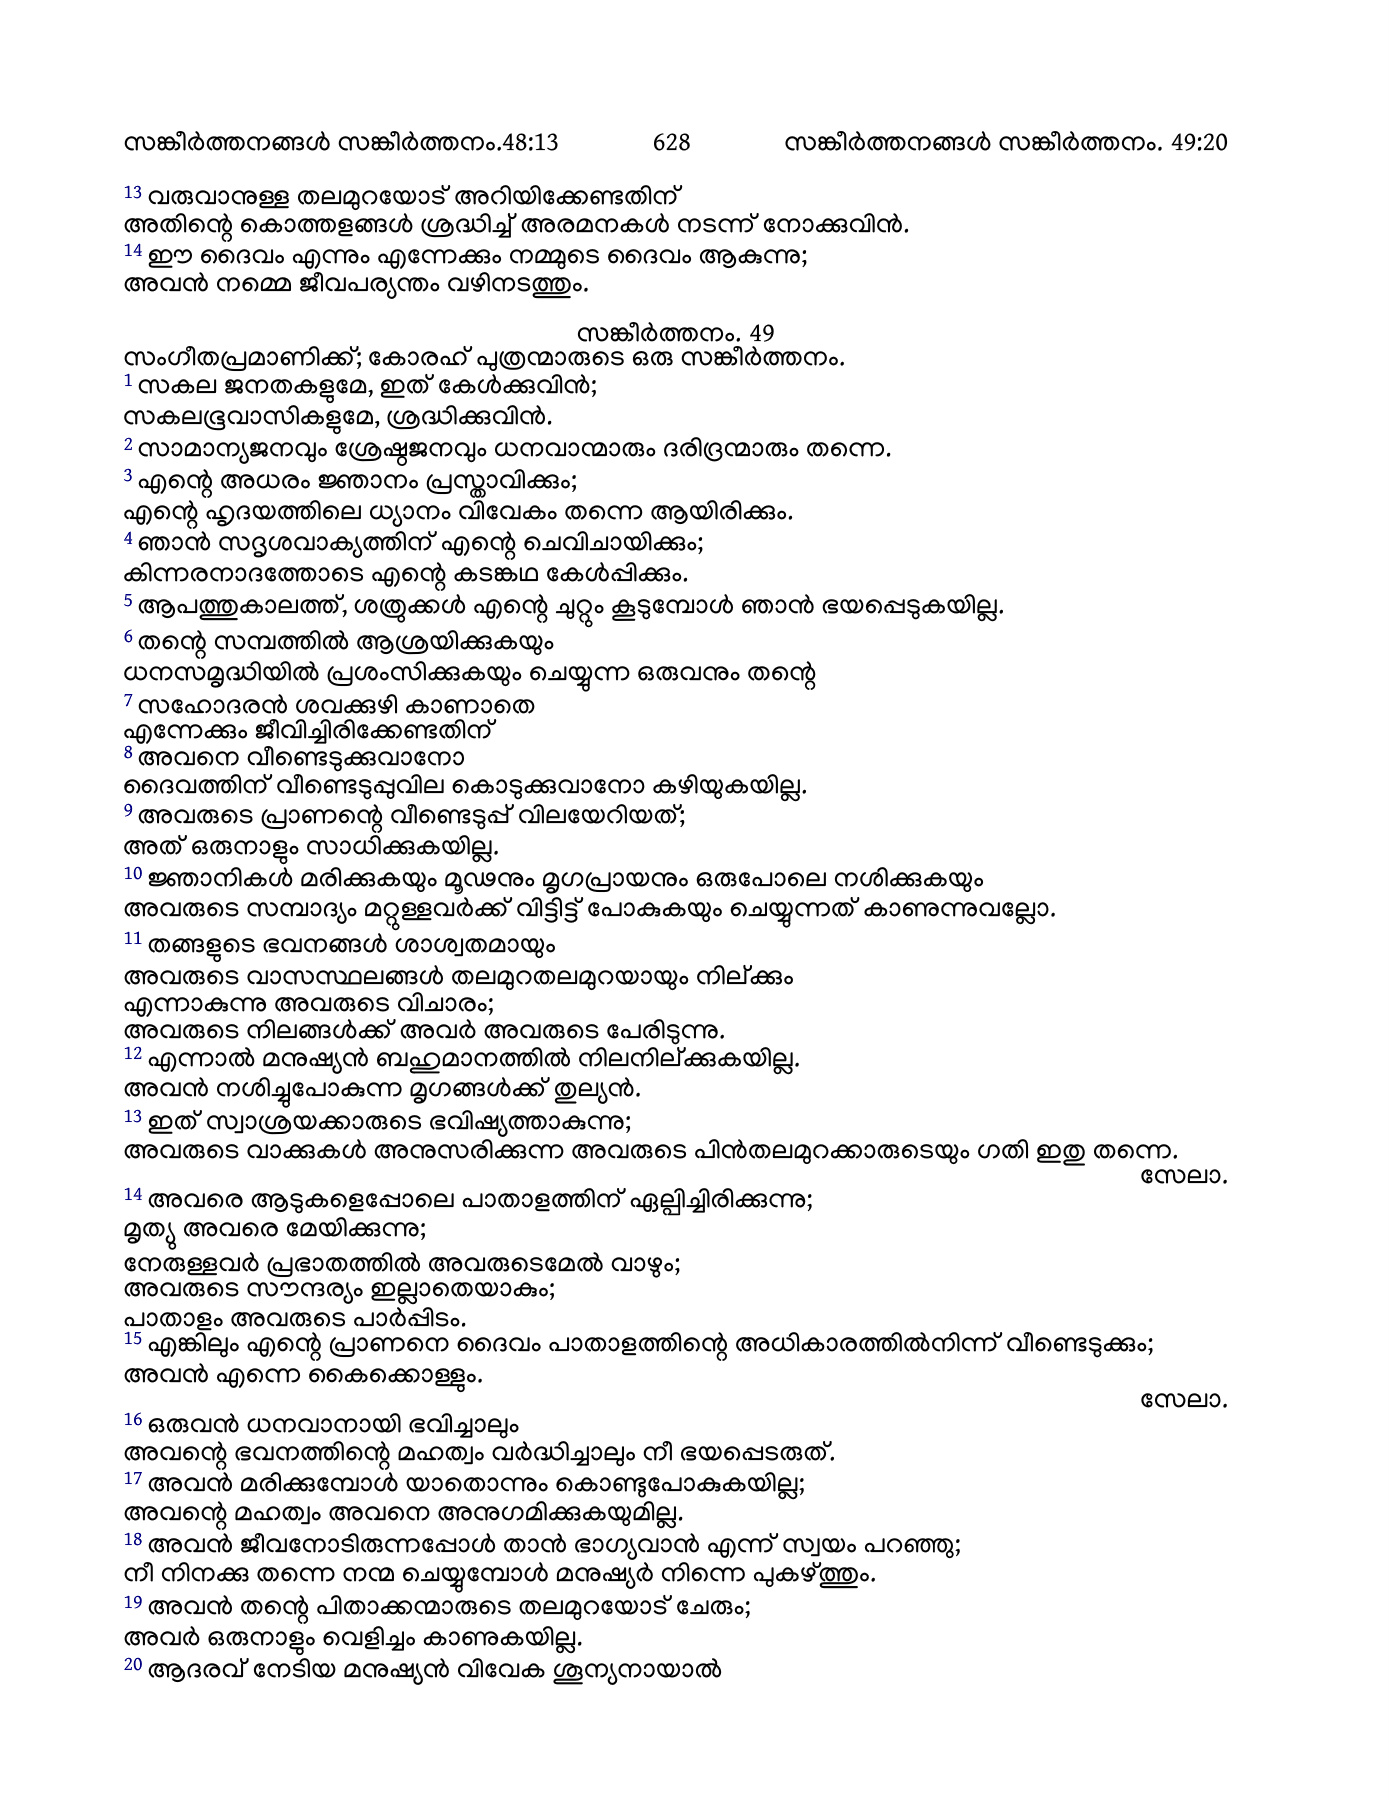 സങ്കീർത്തനങ്ങൾ സങ്കീർത്തനം.48:13 628 സങ്കീർത്തനങ്ങൾ സങ്കീർത്തനം. 49:20
13 വരുവാനുള്ള തലമുറയോട് അറിയിക്കേണ്ടതിന്
അതിന്റെ കൊത്തളങ്ങൾ ശ്രദ്ധിച്ച് അരമനകൾ നടന്ന് നോക്കുവിൻ.
14 ഈ ദൈവം എന്നും എന്നേക്കും നമ്മുടെ ദൈവം ആകുന്നു;
അവൻ നമ്മെ ജീവപര്യന്തം വഴിനടത്തും.
സങ്കീർത്തനം. 49
സംഗീതപ്രമാണിക്ക്; കോരഹ് പുത്രന്മാരുടെ ഒരു സങ്കീർത്തനം.
1 സകല ജനതകളുമേ, ഇത് കേൾക്കുവിൻ;
സകലഭൂവാസികളുമേ, ശ്രദ്ധിക്കുവിൻ.
2 സാമാന്യജനവും ശ്രേഷ്ഠജനവും ധനവാന്മാരും ദരിദ്രന്മാരും തന്നെ.
3 എന്റെ അധരം ജ്ഞാനം പ്രസ്താവിക്കും;
എന്റെ ഹൃദയത്തിലെ ധ്യാനം വിവേകം തന്നെ ആയിരിക്കും.
4 ഞാൻ സദൃശവാക്യത്തിന് എന്റെ ചെവിചായിക്കും;
കിന്നരനാദത്തോടെ എന്റെ കടങ്കഥ കേൾപ്പിക്കും.
5 ആപത്തുകാലത്ത്, ശത്രുക്കൾ എന്റെ ചുറ്റും കൂടുമ്പോൾ ഞാൻ ഭയപ്പെടുകയില്ല.
6 തന്റെ സമ്പത്തിൽ ആശ്രയിക്കുകയും
ധനസമൃദ്ധിയിൽ പ്രശംസിക്കുകയും ചെയ്യുന്ന ഒരുവനും തന്റെ
7 സഹോദരൻ ശവക്കുഴി കാണാതെ
എന്നേക്കും ജീവിച്ചിരിക്കേണ്ടതിന്
8 അവനെ വീണ്ടെടുക്കുവാനോ
ദൈവത്തിന് വീണ്ടെടുപ്പുവില കൊടുക്കുവാനോ കഴിയുകയില്ല.
9 അവരുടെ പ്രാണന്റെ വീണ്ടെടുപ്പ് വിലയേറിയത്;
അത് ഒരുനാളും സാധിക്കുകയില്ല.
10 ജ്ഞാനികൾ മരിക്കുകയും മൂഢനും മൃഗപ്രായനും ഒരുപോലെ നശിക്കുകയും
അവരുടെ സമ്പാദ്യം മറ്റുള്ളവർക്ക് വിട്ടിട്ട് പോകുകയും ചെയ്യുന്നത് കാണുന്നുവല്ലോ.
11 തങ്ങളുടെ ഭവനങ്ങൾ ശാശ്വതമായും
അവരുടെ വാസസ്ഥലങ്ങൾ തലമുറതലമുറയായും നില്ക്കും
എന്നാകുന്നു അവരുടെ വിചാരം;
അവരുടെ നിലങ്ങൾക്ക് അവർ അവരുടെ പേരിടുന്നു.
12 എന്നാൽ മനുഷ്യൻ ബഹുമാനത്തിൽ നിലനില്ക്കുകയില്ല.
അവൻ നശിച്ചുപോകുന്ന മൃഗങ്ങൾക്ക് തുല്യൻ.
13 ഇത് സ്വാശ്രയക്കാരുടെ ഭവിഷ്യത്താകുന്നു;
അവരുടെ വാക്കുകൾ അനുസരിക്കുന്ന അവരുടെ പിൻതലമുറക്കാരുടെയും ഗതി ഇതു തന്നെ.
സേലാ.
14 അവരെ ആടുകളെപ്പോലെ പാതാളത്തിന് ഏല്പിച്ചിരിക്കുന്നു;
മൃത്യു അവരെ മേയിക്കുന്നു;
നേരുള്ളവർ പ്രഭാതത്തിൽ അവരുടെമേൽ വാഴും;
അവരുടെ സൗന്ദര്യം ഇല്ലാതെയാകും;
പാതാളം അവരുടെ പാർപ്പിടം.
15 എങ്കിലും എന്റെ പ്രാണനെ ദൈവം പാതാളത്തിന്റെ അധികാരത്തിൽനിന്ന് വീണ്ടെടുക്കും;
അവൻ എന്നെ കൈക്കൊള്ളും.
സേലാ.
16 ഒരുവൻ ധനവാനായി ഭവിച്ചാലും
അവന്റെ ഭവനത്തിന്റെ മഹത്വം വർദ്ധിച്ചാലും നീ ഭയപ്പെടരുത്.
17 അവൻ മരിക്കുമ്പോൾ യാതൊന്നും കൊണ്ടുപോകുകയില്ല;
അവന്റെ മഹത്വം അവനെ അനുഗമിക്കുകയുമില്ല.
18 അവൻ ജീവനോടിരുന്നപ്പോൾ താൻ ഭാഗ്യവാൻ എന്ന് സ്വയം പറഞ്ഞു;
നീ നിനക്കു തന്നെ നന്മ ചെയ്യുമ്പോൾ മനുഷ്യർ നിന്നെ പുകഴ്ത്തും.
19 അവൻ തന്റെ പിതാക്കന്മാരുടെ തലമുറയോട് ചേരും;
അവർ ഒരുനാളും വെളിച്ചം കാണുകയില്ല.
20 ആദരവ് നേടിയ മനുഷ്യൻ വിവേക ശൂന്യനായാൽ